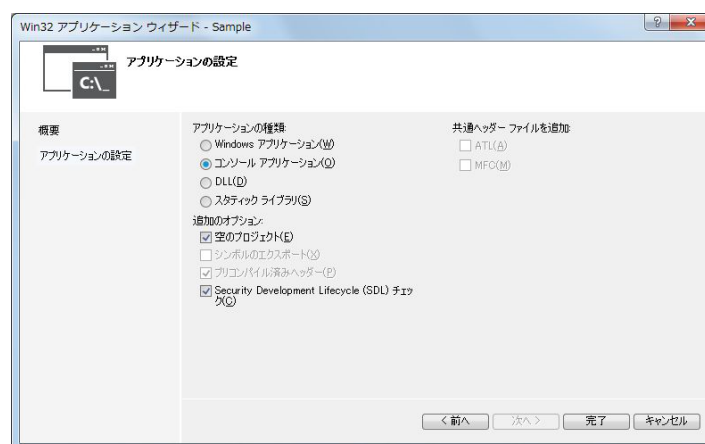 Win32 アプリケーション ウィザード - Sample
アプリケーションの設定
C:\_
概要
アプリケーションの設定
アプリケーションの種類:
Windows アプリケーション(W)
コンソール アプリケーション(O)
DLL(D)
スタティック ライブラリ(S)
追加のオプション:
空のプロジェクト(E)
シンボルのエクスポート(X)
プリコンパイル済みヘッダー(P)
Security Development Lifecycle (SDL) チェッ
ク(C)
共通ヘッダー ファイルを追加:
ATL(A)
MFC(M)
< 前へ
次へ >
完了
キャンセル